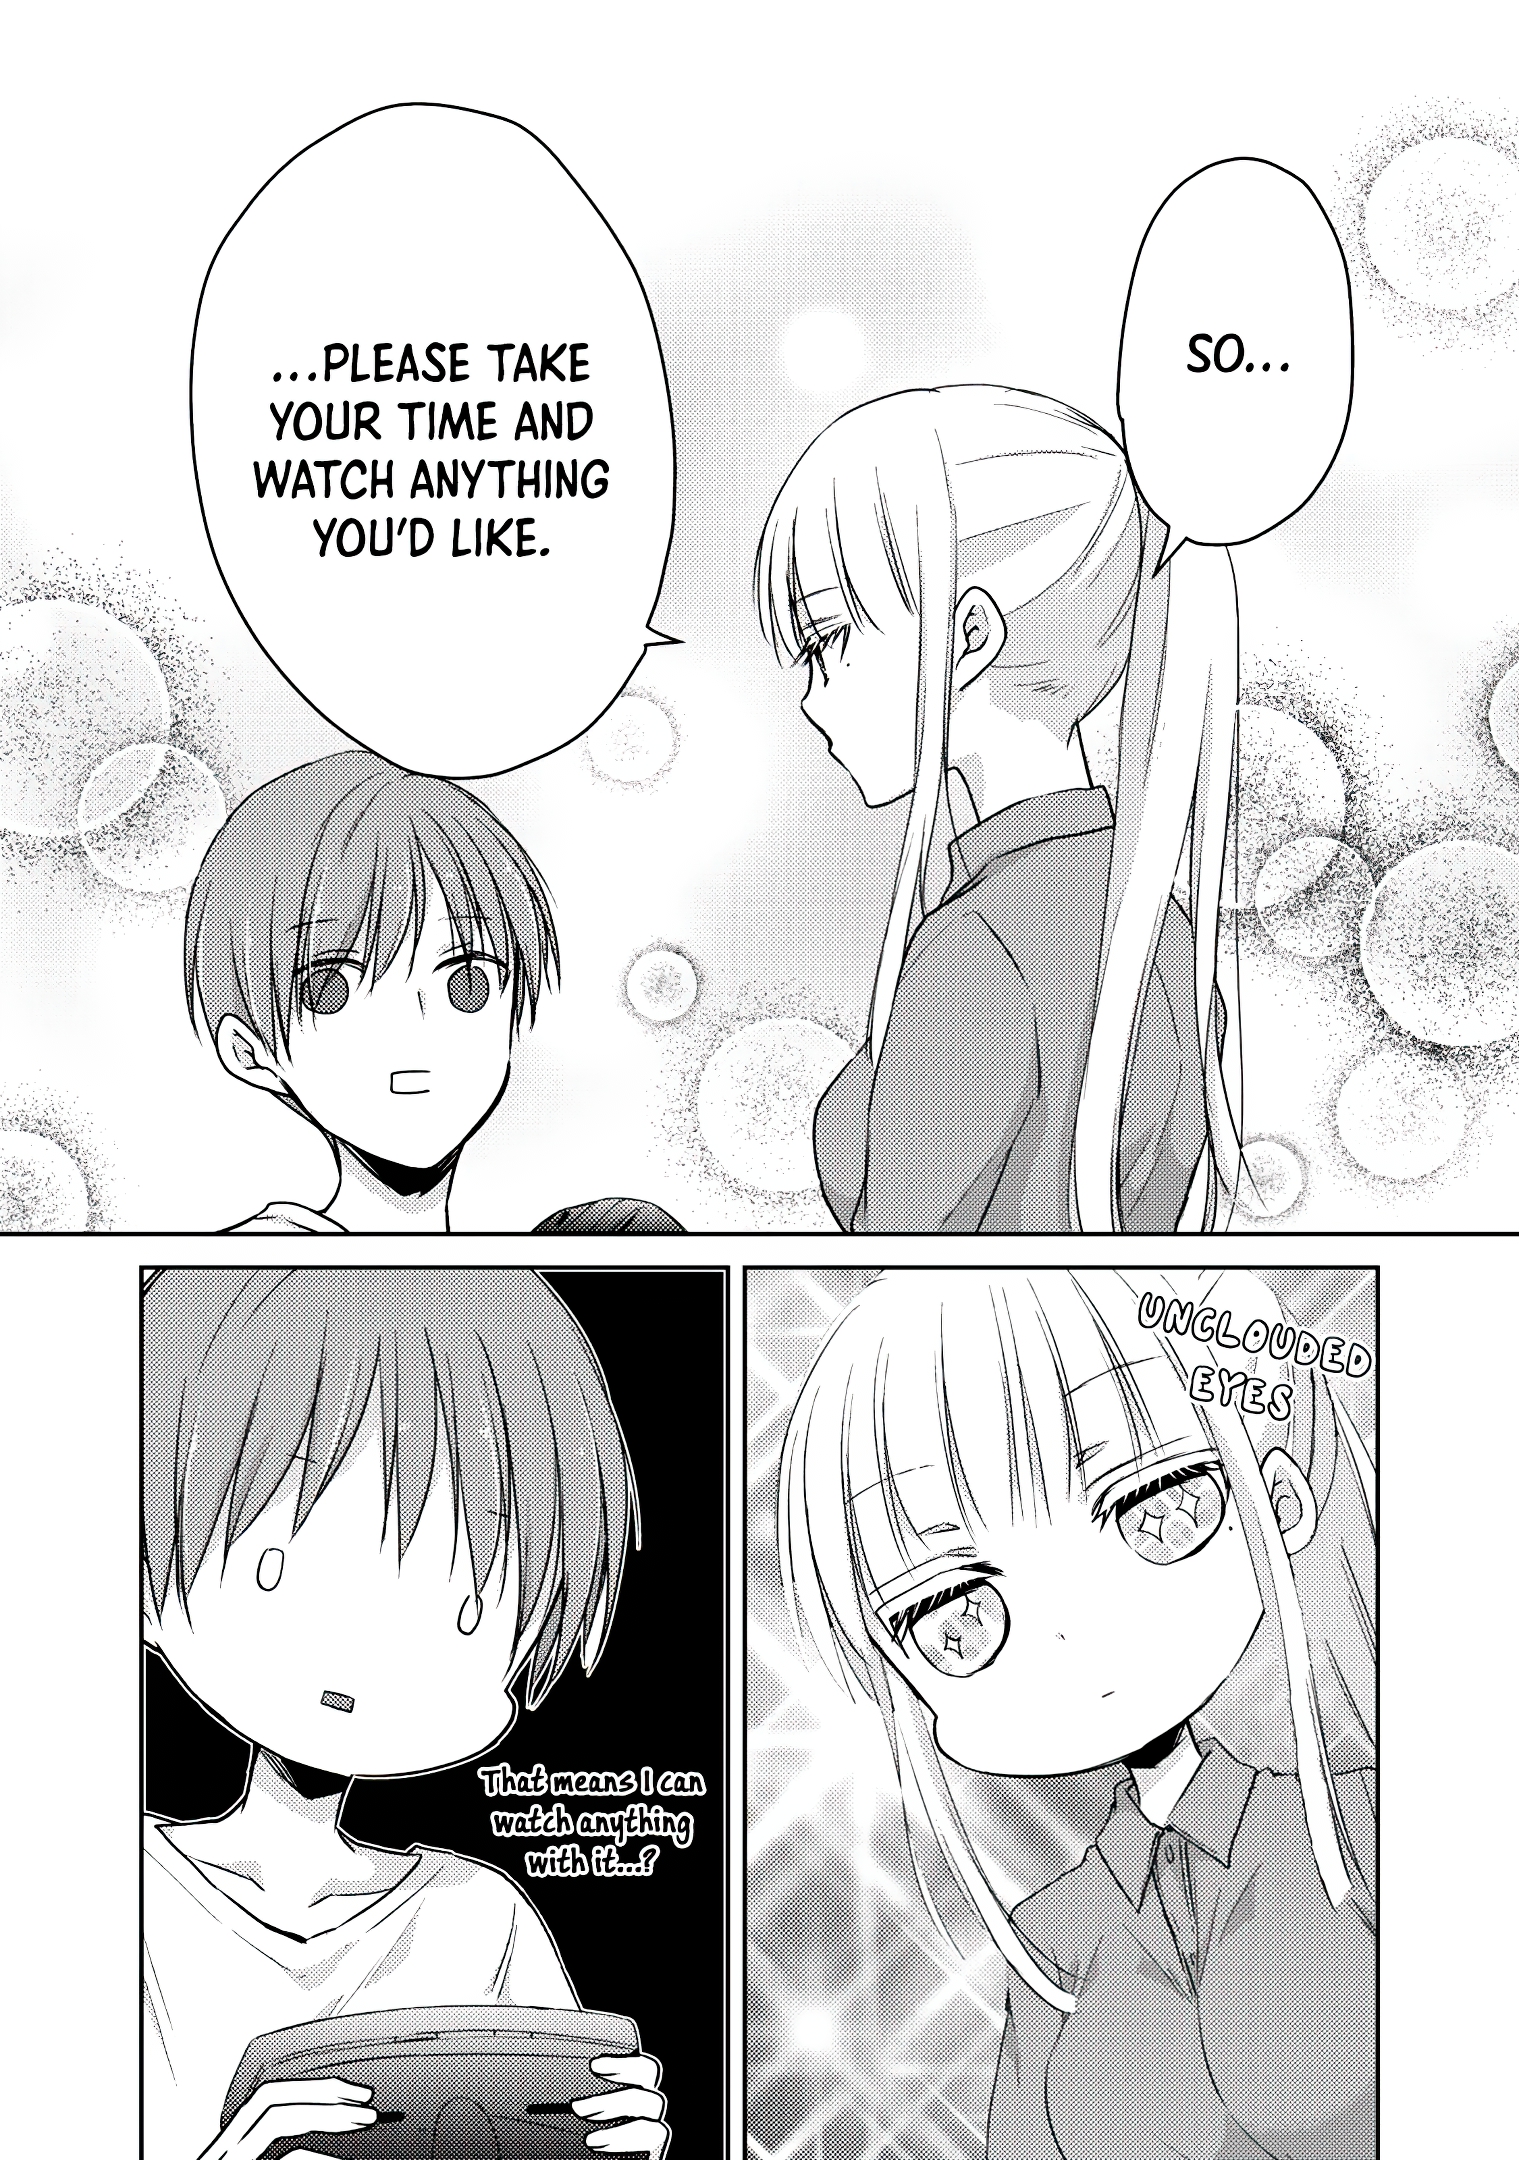 SO...
...PLEASE TAKE
YOUR TIME AND
WATCH ANYTHING
YOU'D LIKE.
UNCLOUDED
EYES
That means I can
watch anything
with it...?